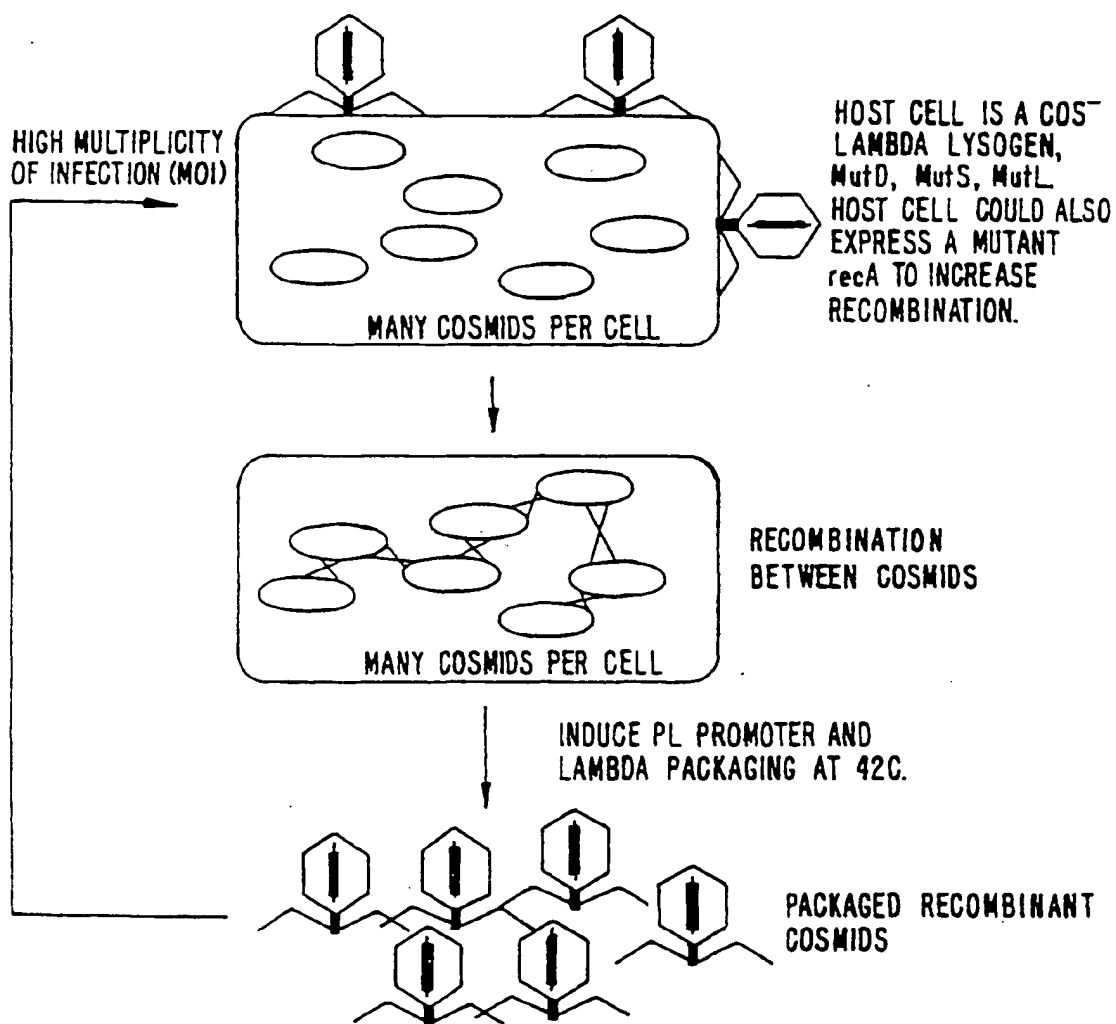 HIGH MULTIPLICITY
OF INFECTION (MOI)
HOST CELL IS A COS⁻
LAMBDA LYSOGEN,
MutD, MutS, MutL
HOST CELL COULD ALSO
EXPRESS A MUTANT
recA TO INCREASE
RECOMBINATION.
MANY COSMIDS PER CELL
RECOMBINATION
BETWEEN COSMIDS
MANY COSMIDS PER CELL
INDUCE PL PROMOTER AND
LAMBDA PACKAGING AT 42C.
PACKAGED RECOMBINANT
COSMIDS